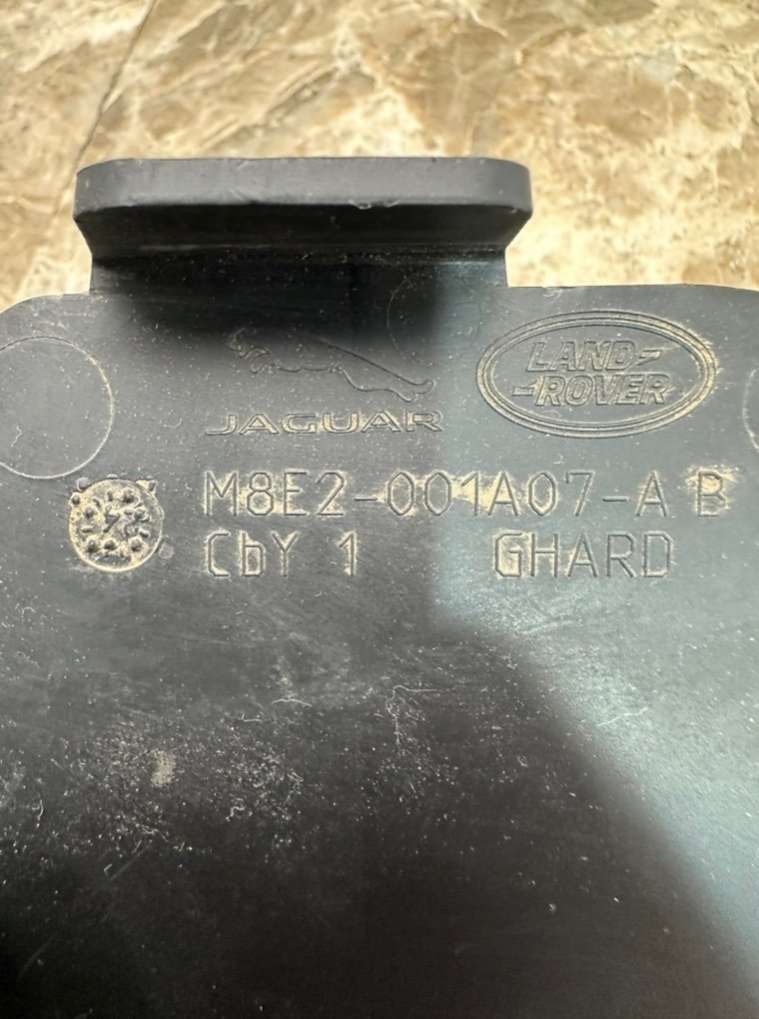 JAGUAR
LAND-
-ROVER
M8E2-001A07-A B
CbY 1 GHARD